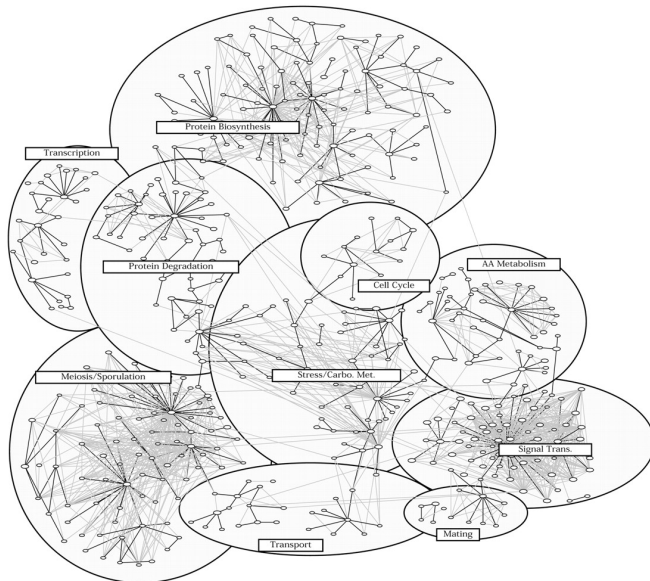 Protein Biosynthesis
Transcription
Protein Degradation
AA Metabolism
Cell Cycle
Meiosis/Sporulation
Stress/Carbo. Met.
Signal Trans.
Transport
Mating